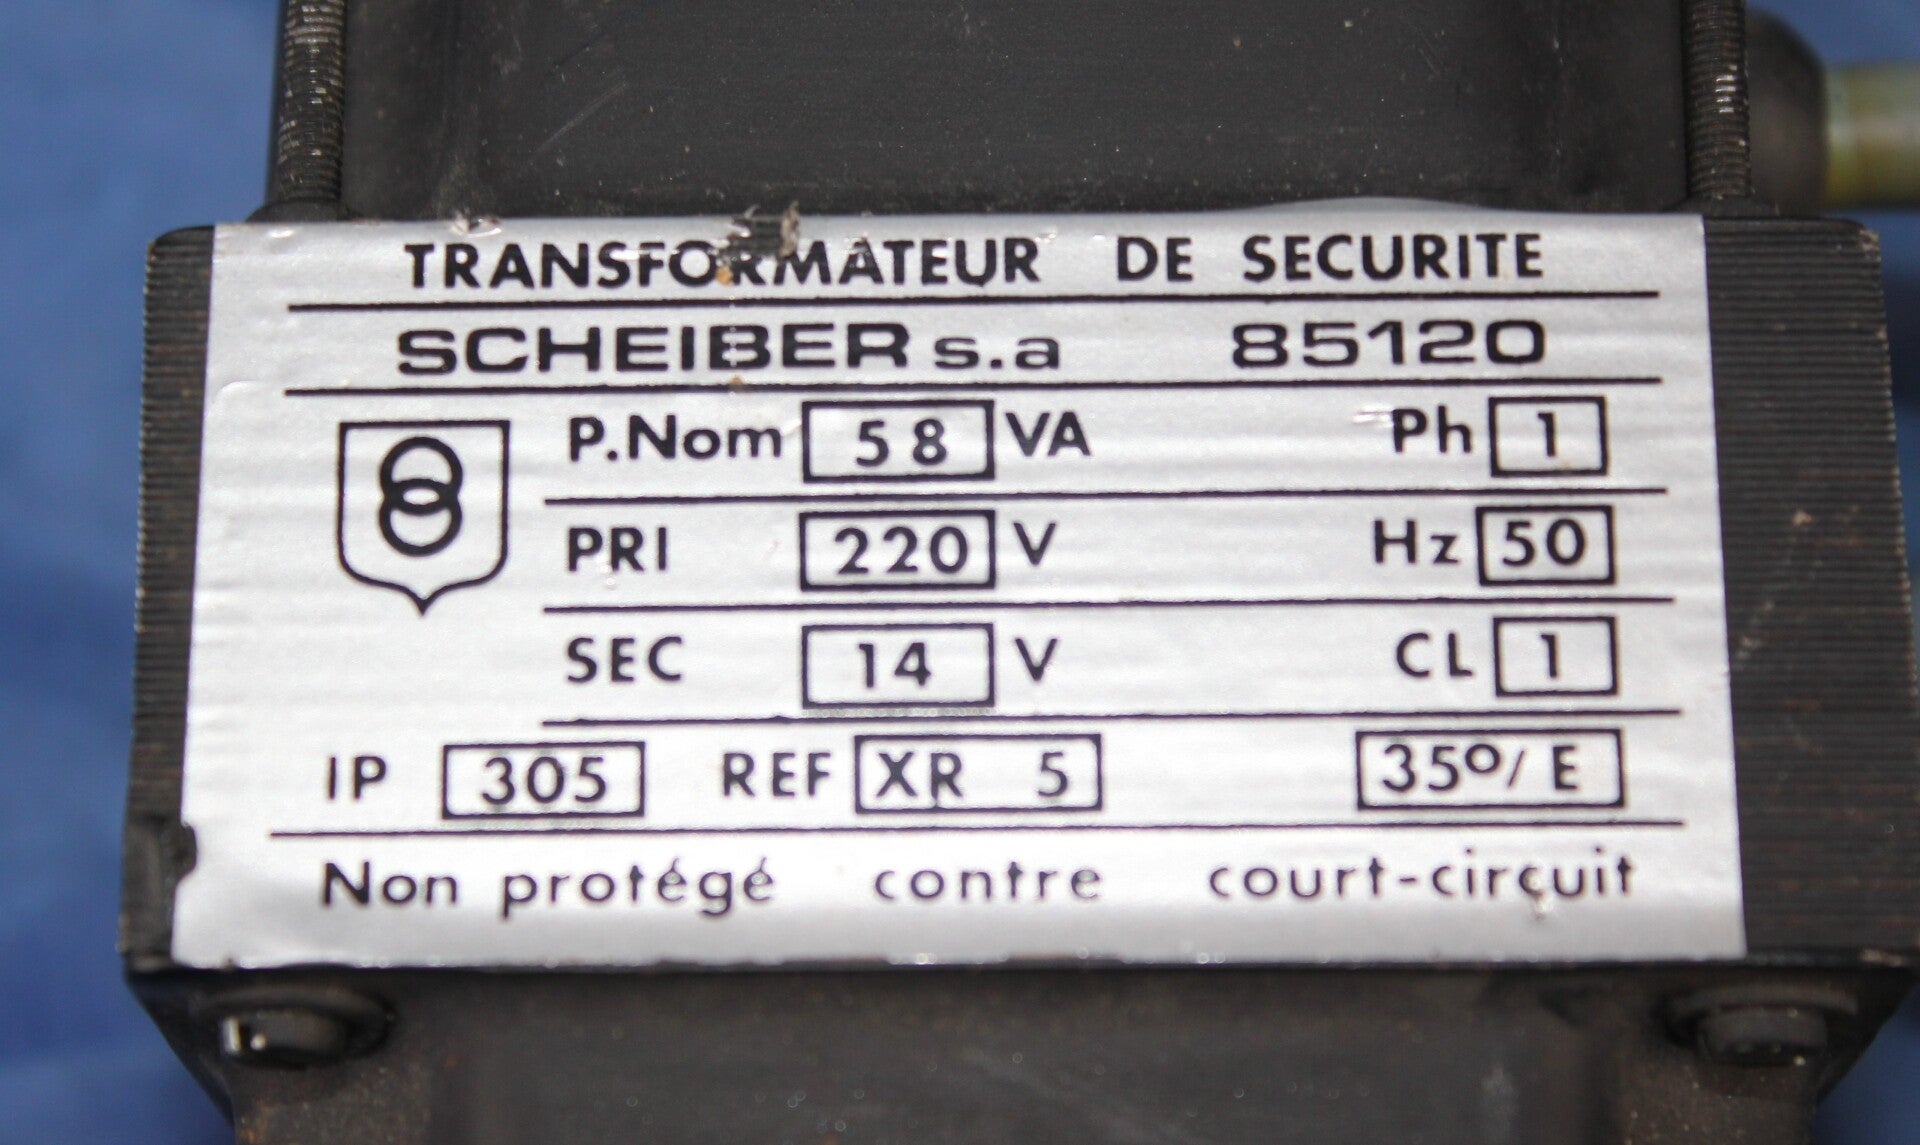 TRANSFORMATEUR DE SECURITE
SCHEIBER s.a 85120
P.Nom 58 VA Ph 1
PRI 220 V Hz 50
SEC 14 V CL 1
IP 305 REF XR 5 35º/ E
Non protégé contre court-circuit